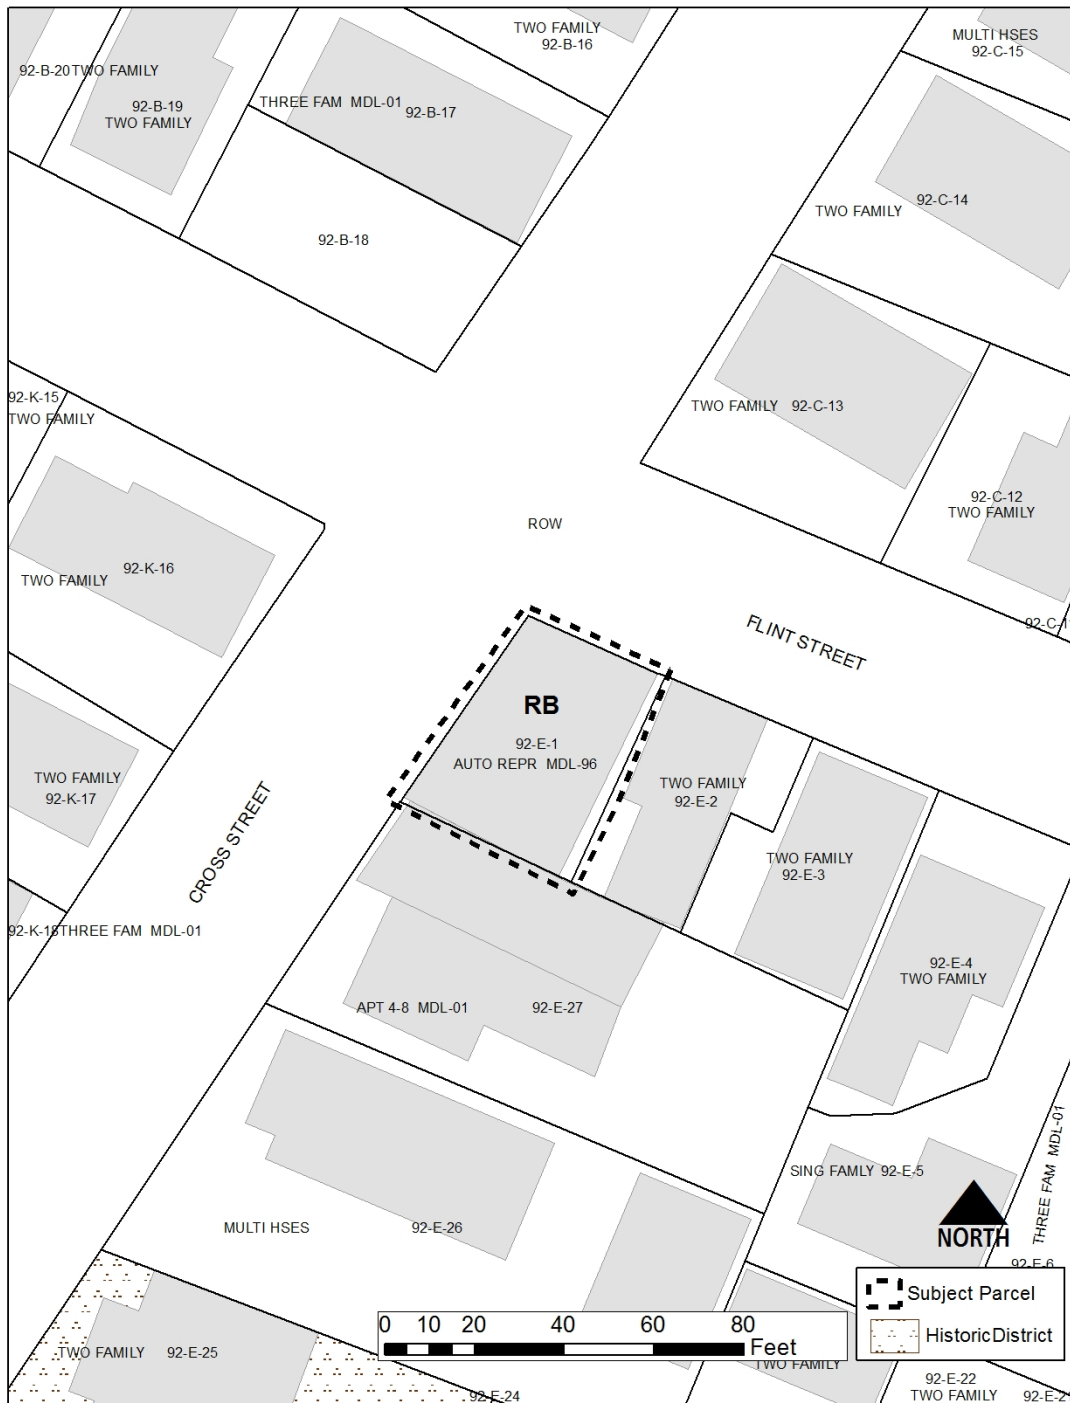 TWO FAMILY
92-B-16
MULTI HSES
92-C-15
92-B-20 TWO FAMILY
92-B-19
TWO FAMILY
THREE FAM MDL-01
92-B-17
92-C-14
TWO FAMILY
92-B-18
92-K-15
TWO FAMILY
TWO FAMILY 92-C-13
92-C-12
TWO FAMILY
ROW
92-K-16
TWO FAMILY
92-C-1
FLINT STREET
RB
92-E-1
AUTO REPR MDL-96
TWO FAMILY
92-K-17
TWO FAMILY
92-E-2
CROSS STREET
TWO FAMILY
92-E-3
92-K-18 THREE FAM MDL-01
92-E-4
TWO FAMILY
APT 4-8 MDL-01
92-E-27
THREE FAM MDL-01
SING FAMLY 92-E-5
MULTI HSES
92-E-26
NORTH
92-E-6
Subject Parcel
Historic District
0 10 20 40 60 80
Feet
TWO FAMILY 92-E-25
TWO FAMILY
92-E-22
TWO FAMILY
92-E-24
92-E-2